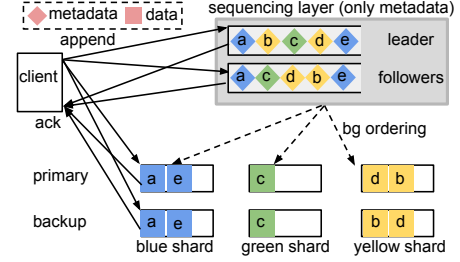 metadata data
sequencing layer (only metadata)
append
a b c d e leader
client
a c d b e followers
ack
bg ordering
primary a e c d b
backup a e c b d
blue shard green shard yellow shard